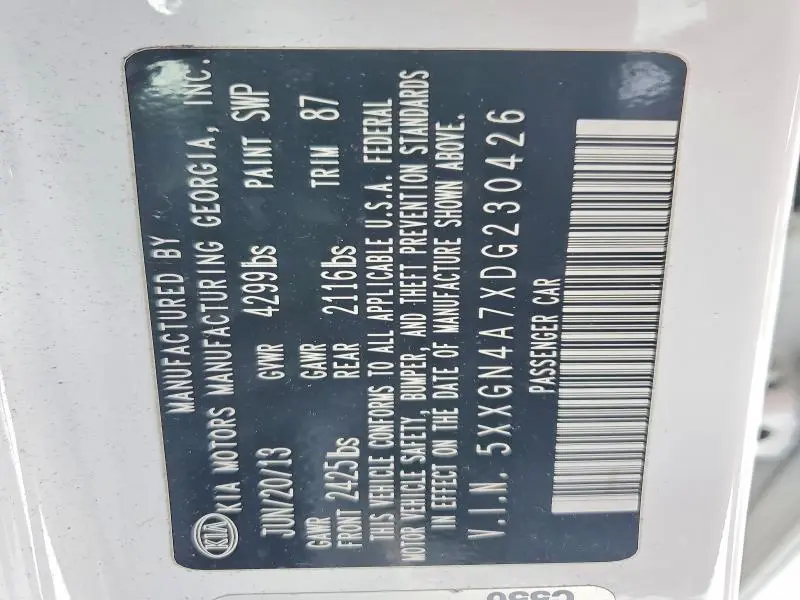 MANUFACTURED BY
KIA KIA MOTORS MANUFACTURING GEORGIA, INC.
JUN/20/13 GVWR 4299lbs PAINT SWP
GAWR FRONT 2425lbs GAWR REAR 2116lbs TRIM 87
THIS VEHICLE CONFORMS TO ALL APPLICABLE U.S.A. FEDERAL
MOTOR VEHICLE SAFETY, BUMPER, AND THEFT PREVENTION STANDARDS
IN EFFECT ON THE DATE OF MANUFACTURE SHOWN ABOVE.
V.I.N. 5XXGN4A7XDG230426
PASSENGER CAR